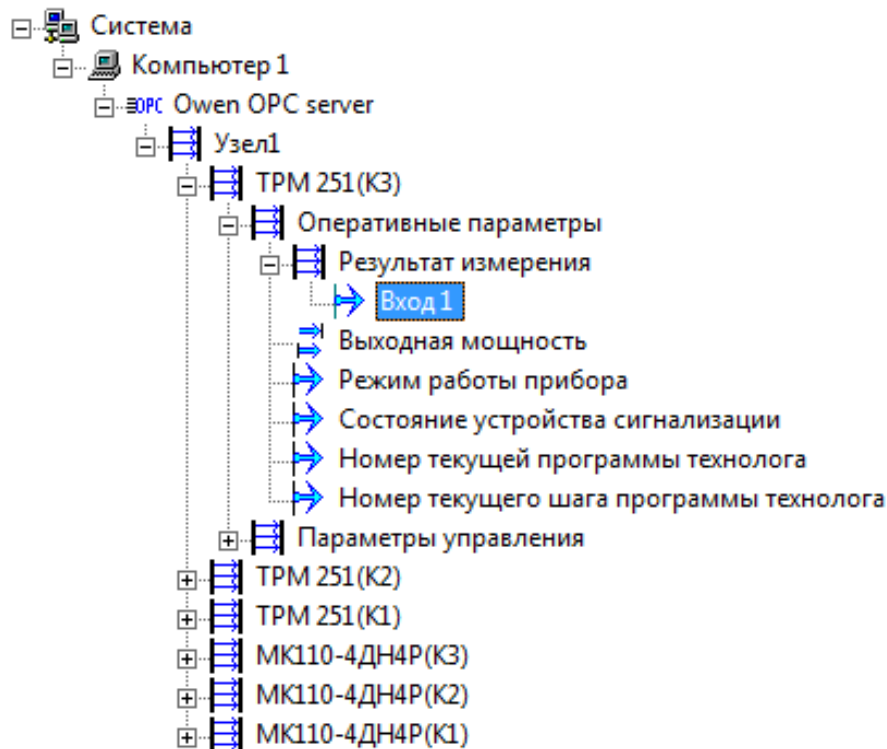 Система
Компьютер 1
OPC Owen OPC server
Узел1
ТРМ 251(К3)
Оперативные параметры
Результат измерения
Вход 1
Выходная мощность
Режим работы прибора
Состояние устройства сигнализации
Номер текущей программы технолога
Номер текущего шага программы технолога
Параметры управления
ТРМ 251(К2)
ТРМ 251(К1)
МК110-4ДН4Р(К3)
МК110-4ДН4Р(К2)
МК110-4ДН4Р(К1)